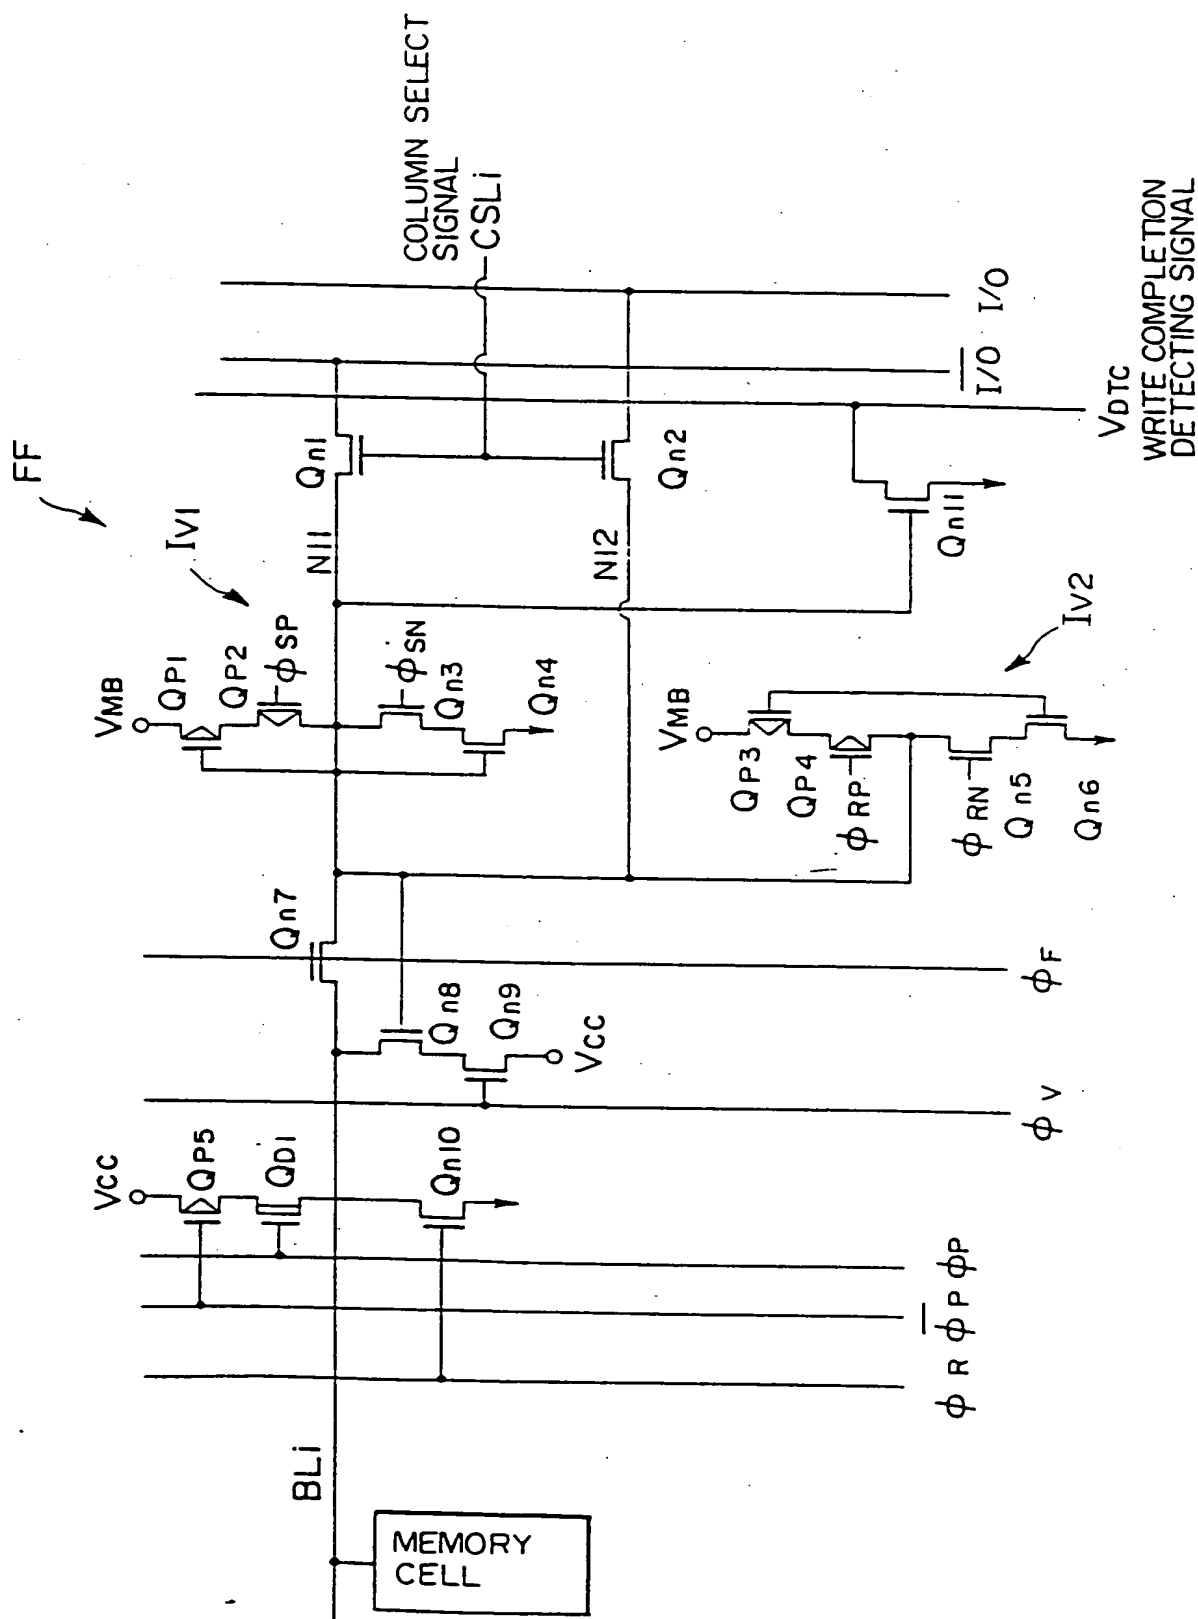 FF
IV1
COLUMN SELECT
SIGNAL
CSLi
VMB
QP1
QP2
ϕSP
ϕSN
Qn3
Qn4
N11
Qn1
N12
Qn2
I/O
I/O
VDTC
WRITE COMPLETION
DETECTING SIGNAL
Qn11
IV2
VMB
QP3
QP4
ϕRP
ϕRN
Qn5
Qn6
Qn7
ϕF
Qn8
Qn9
VCC
ϕV
VCC
QP5
QD1
Qn10
ϕP
ϕP
ϕR
BLi
MEMORY
CELL